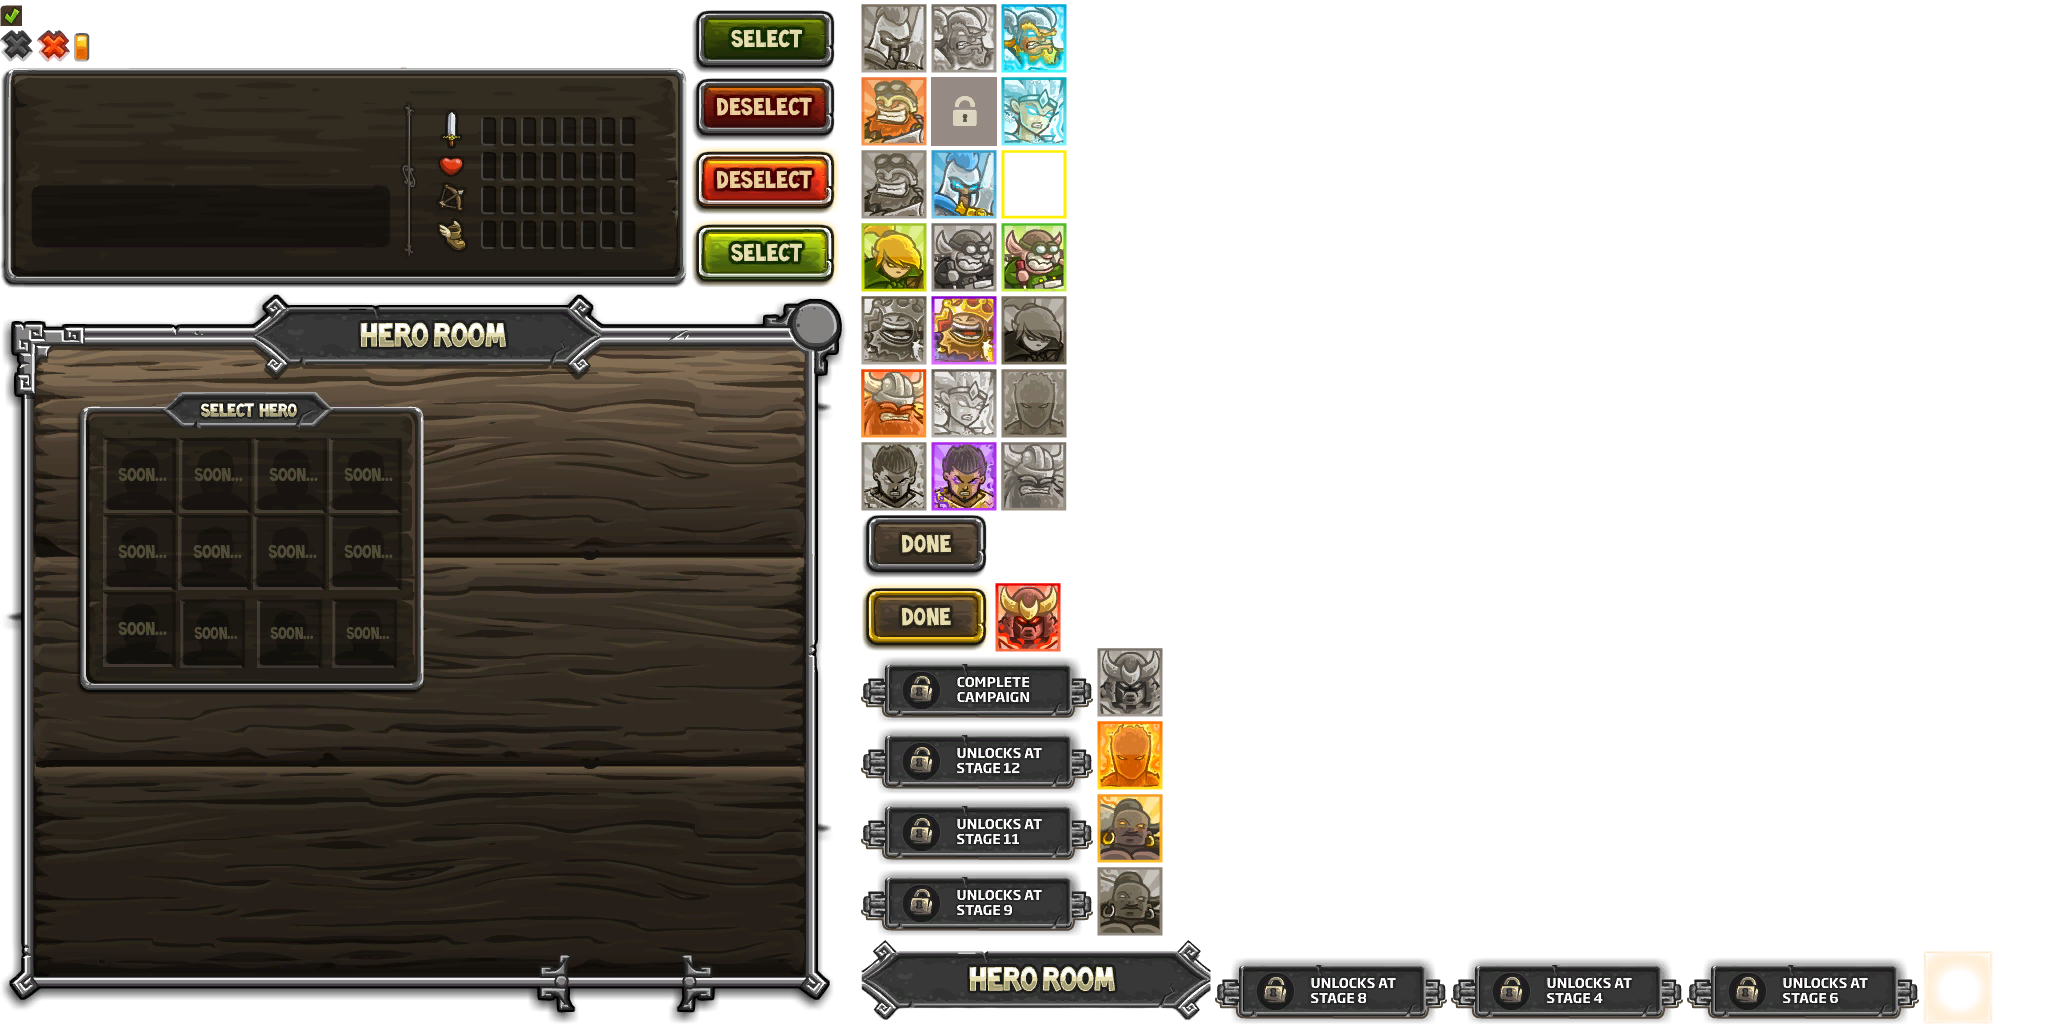 SELECT
DESELECT
DESELECT
SELECT
HERO ROOM
SELECT HERO
SOON... SOON... SOON... SOON...
SOON... SOON... SOON... SOON...
SOON... SOON... SOON... SOON...
DONE
DONE
COMPLETE
CAMPAIGN
UNLOCKS AT
STAGE 12
UNLOCKS AT
STAGE 11
UNLOCKS AT
STAGE 9
HERO ROOM
UNLOCKS AT
STAGE 8
UNLOCKS AT
STAGE 4
UNLOCKS AT
STAGE 6